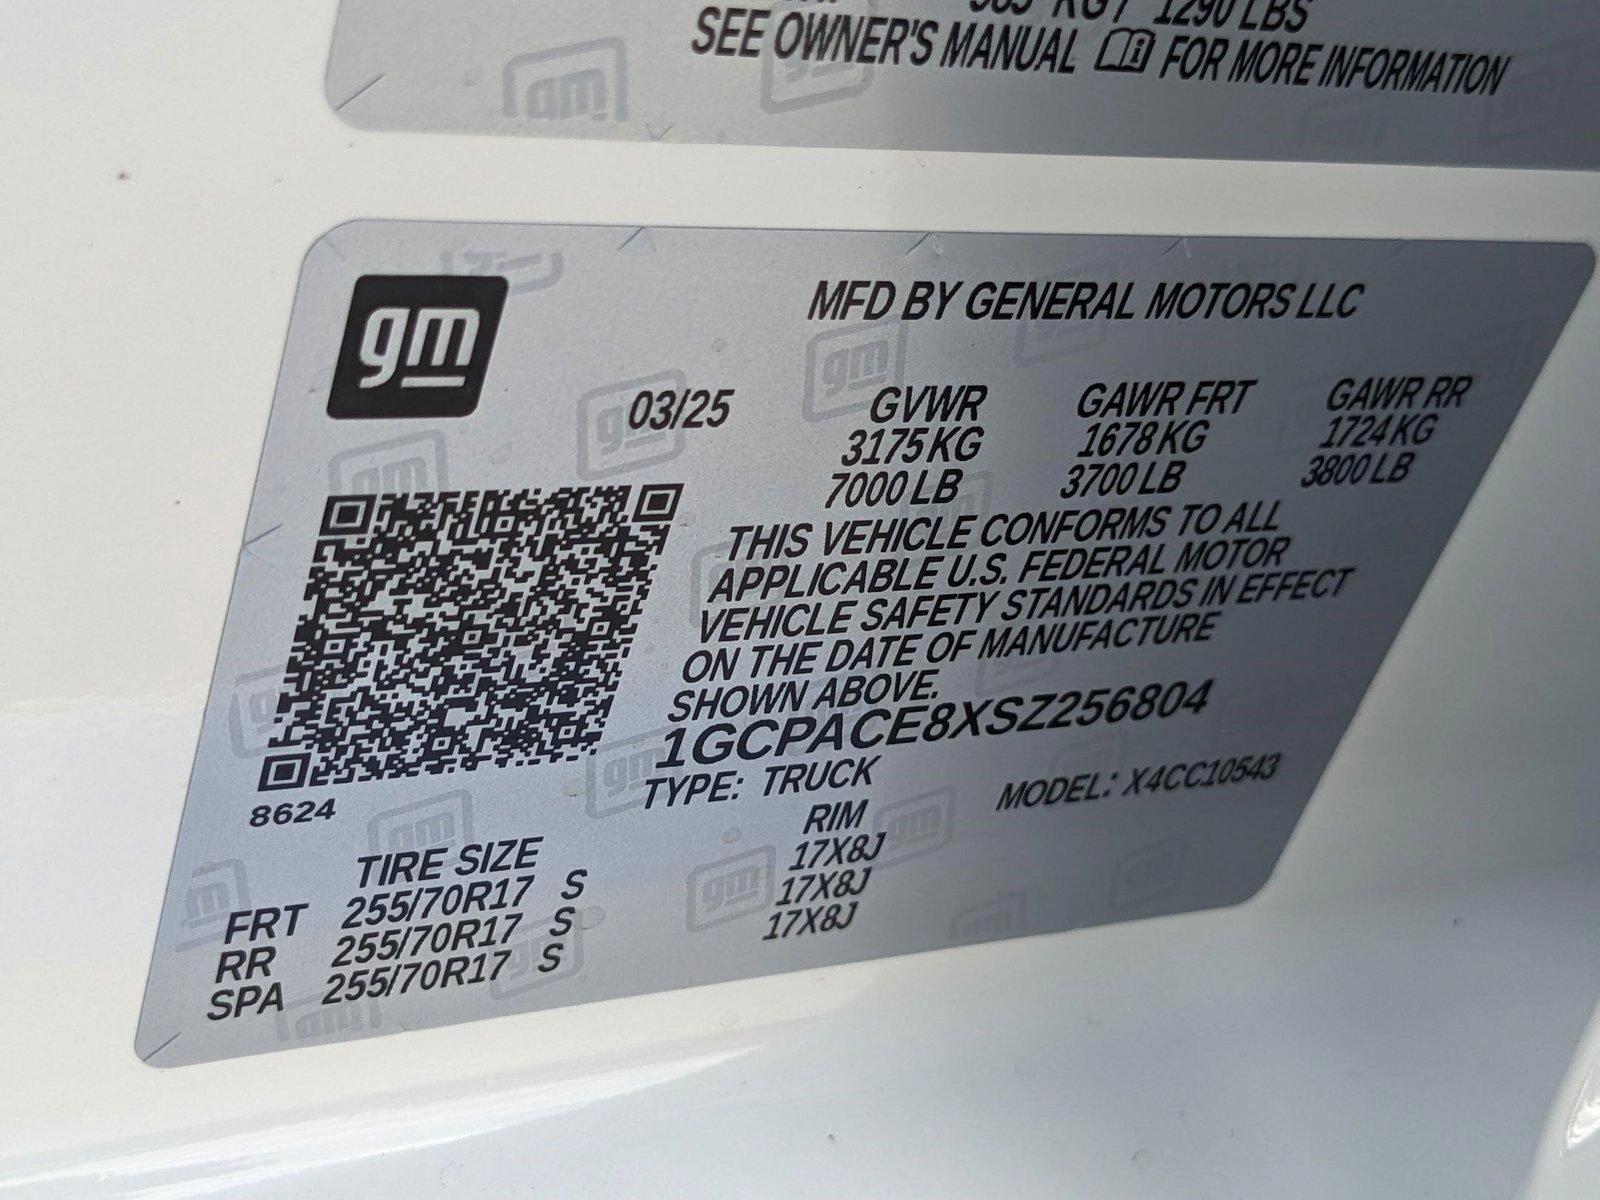 1290 LBS
SEE OWNER'S MANUAL FOR MORE INFORMATION
gm
MFD BY GENERAL MOTORS LLC
03/25
GVWR GAWR FRT GAWR RR
3175 KG 1678 KG 1724 KG
7000 LB 3700 LB 3800 LB
THIS VEHICLE CONFORMS TO ALL
APPLICABLE U.S. FEDERAL MOTOR
VEHICLE SAFETY STANDARDS IN EFFECT
ON THE DATE OF MANUFACTURE
SHOWN ABOVE.
1GCPACE8XSZ256804
TYPE: TRUCK MODEL: X4CC10543
8624
TIRE SIZE RIM
FRT 255/70R17 S 17X8J
RR 255/70R17 S 17X8J
SPA 255/70R17 S 17X8J